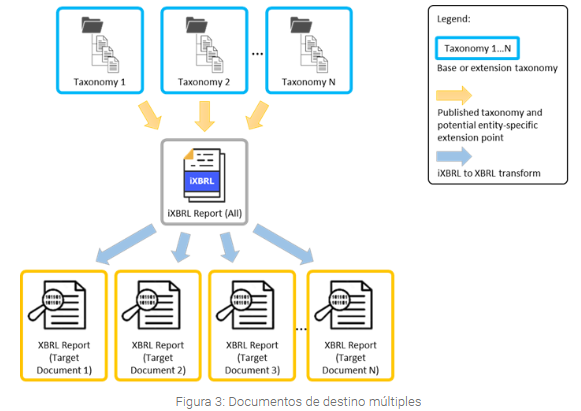 Taxonomy 1
Taxonomy 2
...
Taxonomy N
iXBRL
iXBRL Report (All)
XBRL Report
(Target
Document 1)
XBRL Report
(Target
Document 2)
XBRL Report
(Target
Document 3)
...
XBRL Report
(Target
Document N)
Legend:
Taxonomy 1...N
Base or extension taxonomy
Published taxonomy and
potential entity-specific
extension point
iXBRL to XBRL transform
Figura 3: Documentos de destino múltiples